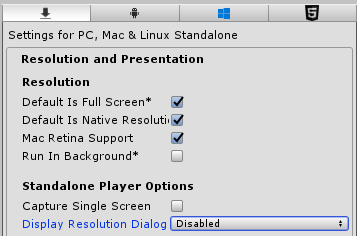 Settings for PC, Mac & Linux Standalone
Resolution and Presentation
Resolution
Default Is Full Screen*
Default Is Native Resoluti
Mac Retina Support
Run In Background*
Standalone Player Options
Capture Single Screen
Display Resolution Dialog Disabled